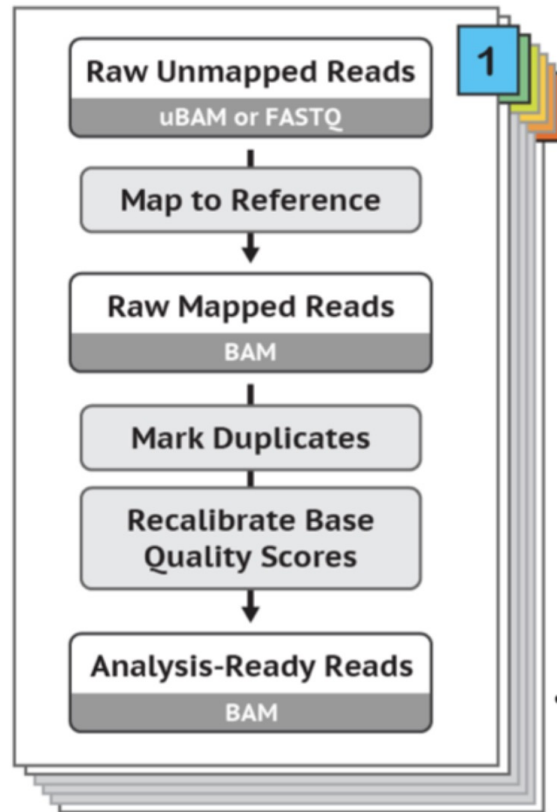 1
Raw Unmapped Reads
uBAM or FASTQ
Map to Reference
Raw Mapped Reads
BAM
Mark Duplicates
Recalibrate Base
Quality Scores
Analysis-Ready Reads
BAM